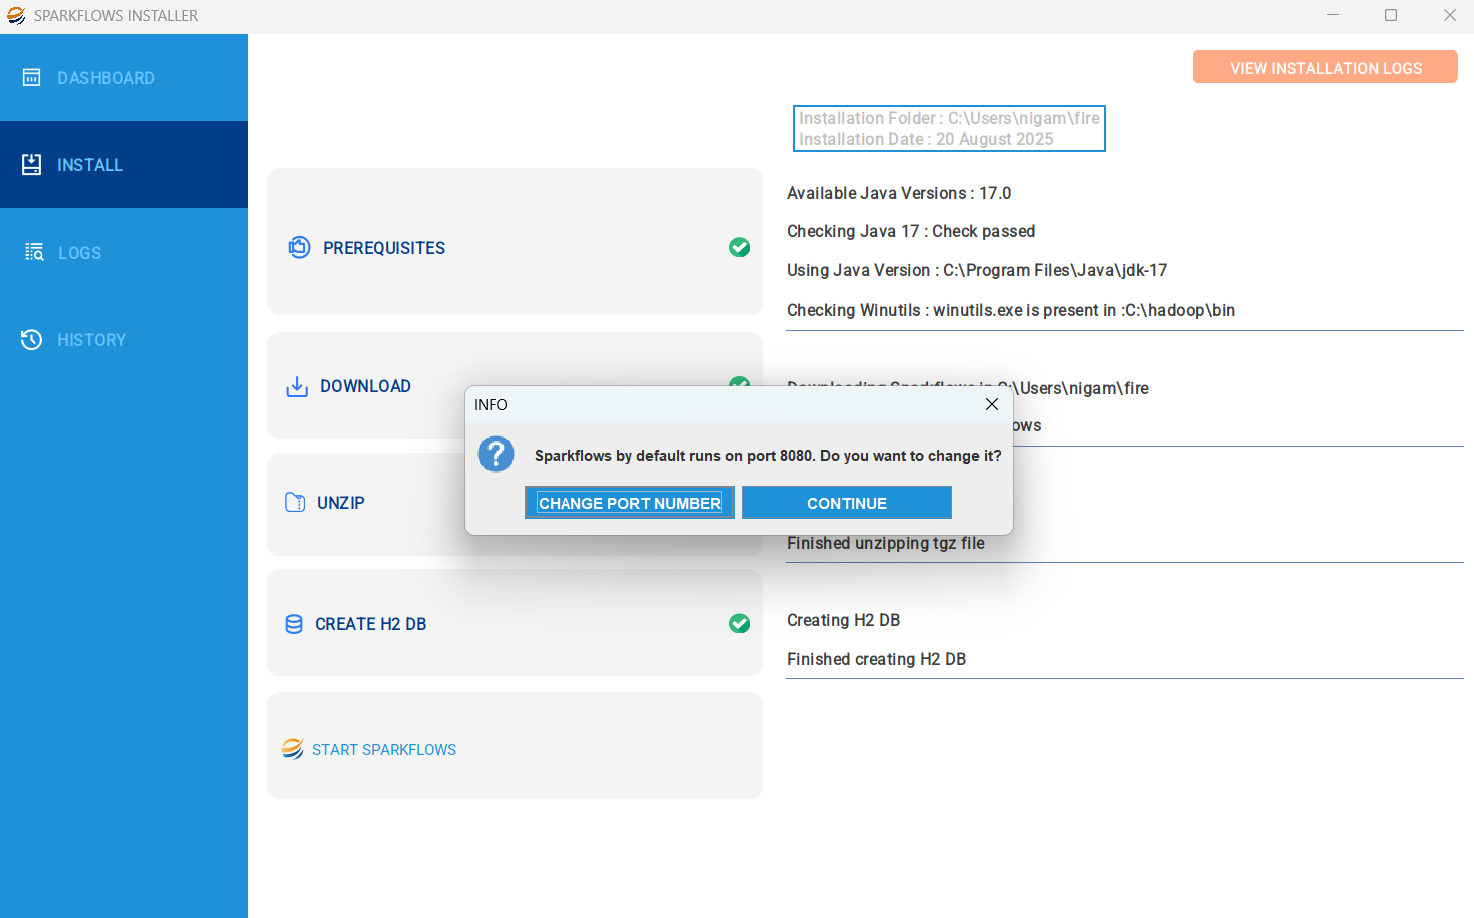 SPARKFLOWS INSTALLER
DASHBOARD
INSTALL
LOGS
HISTORY
VIEW INSTALLATION LOGS
Installation Folder : C:\Users\nigam\fire
Installation Date : 20 August 2025
PREREQUISITES
Available Java Versions : 17.0
Checking Java 17 : Check passed
Using Java Version : C:\Program Files\Java\jdk-17
Checking Winutils : winutils.exe is present in :C:\hadoop\bin
DOWNLOAD
Downloading Sparkflows in C:\Users\nigam\fire
ows
INFO
Sparkflows by default runs on port 8080. Do you want to change it?
CHANGE PORT NUMBER
CONTINUE
UNZIP
Finished unzipping tgz file
CREATE H2 DB
Creating H2 DB
Finished creating H2 DB
START SPARKFLOWS